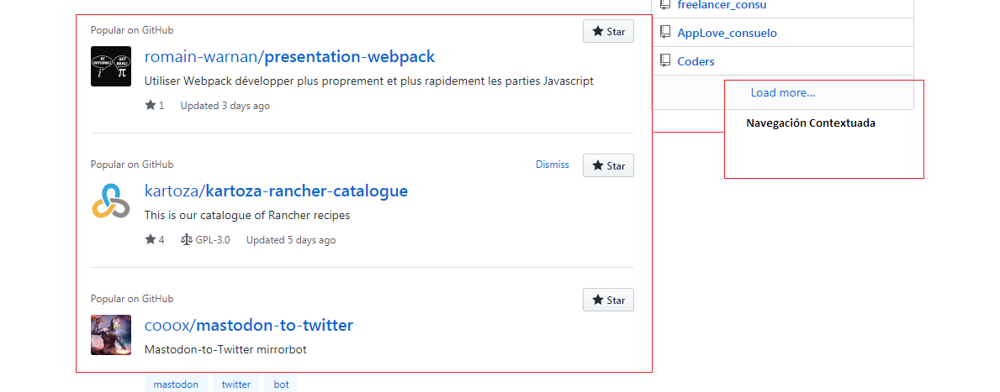 Popular on GitHub
Star
romain-warnan/presentation-webpack
Utiliser Webpack développer plus proprement et plus rapidement les parties Javascript
1 Updated 3 days ago
Popular on GitHub
Dismiss Star
kartoza/kartoza-rancher-catalogue
This is our catalogue of Rancher recipes
4 GPL-3.0 Updated 5 days ago
Popular on GitHub
Star
cooox/mastodon-to-twitter
Mastodon-to-Twitter mirrorbot
mastodon twitter bot
freelancer_consu
AppLove_consuelo
Coders
Load more...
Navegación Contextuada
BE RATIONAL!
GET REAL!
i
π